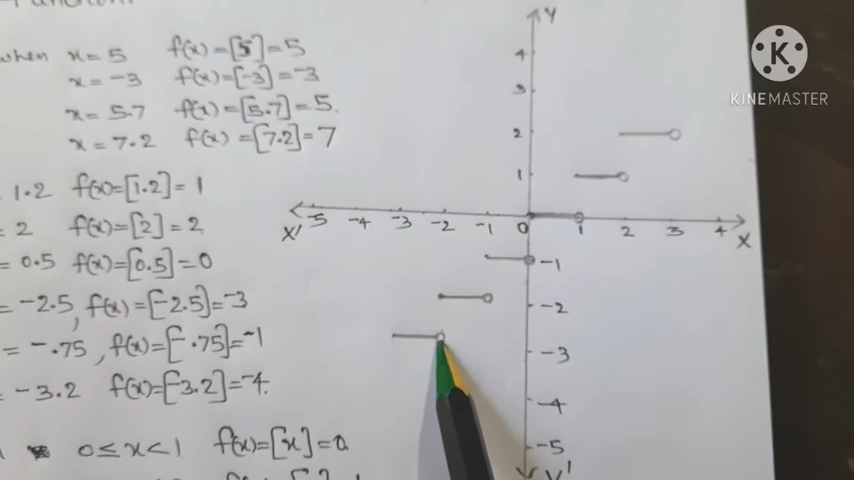 Function.
when x = 5 f(x) = [5] = 5
x = -3 f(x) = [-3] = -3
x = 5.7 f(x) = [5.7] = 5.
x = 7.2 f(x) = [7.2] = 7
1.2 f(x) = [1.2] = 1
= 2 f(x) = [2] = 2
= 0.5 f(x) = [0.5] = 0
= -2.5, f(x) = [-2.5] = -3
= -.75, f(x) = [-.75] = -1
= -3.2 f(x) = [-3.2] = -4.
0 ≤ x < 1 f(x) = [x] = 0.
Y
4
3
2
1
X' -5 -4 -3 -2 -1 0 1 2 3 4 X
-1
-2
-3
-4
-5
Y'
K
KINEMASTER